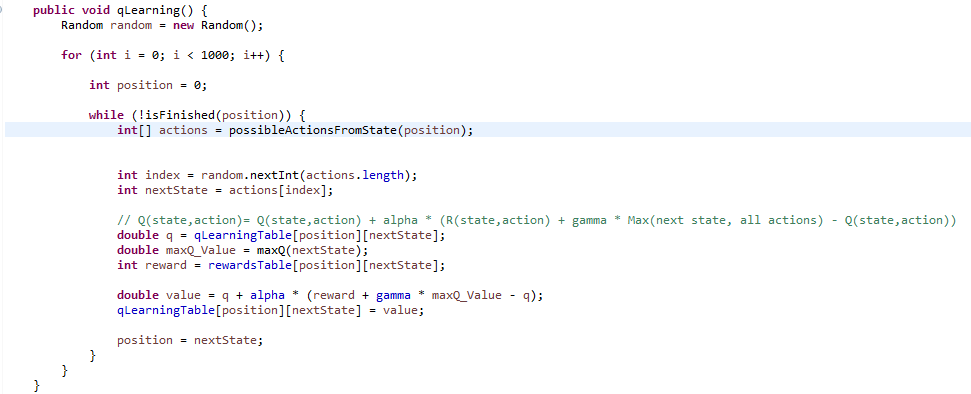 public void qLearning() {
Random random = new Random();
for (int i = 0; i < 1000; i++) {
int position = 0;
while (!isFinished(position)) {
int[] actions = possibleActionsFromState(position);
int index = random.nextInt(actions.length);
int nextState = actions[index];
// Q(state,action)= Q(state,action) + alpha * (R(state,action) + gamma * Max(next state, all actions) - Q(state,action))
double q = qLearningTable[position][nextState];
double maxQ_Value = maxQ(nextState);
int reward = rewardsTable[position][nextState];
double value = q + alpha * (reward + gamma * maxQ_Value - q);
qLearningTable[position][nextState] = value;
position = nextState;
}
}
}